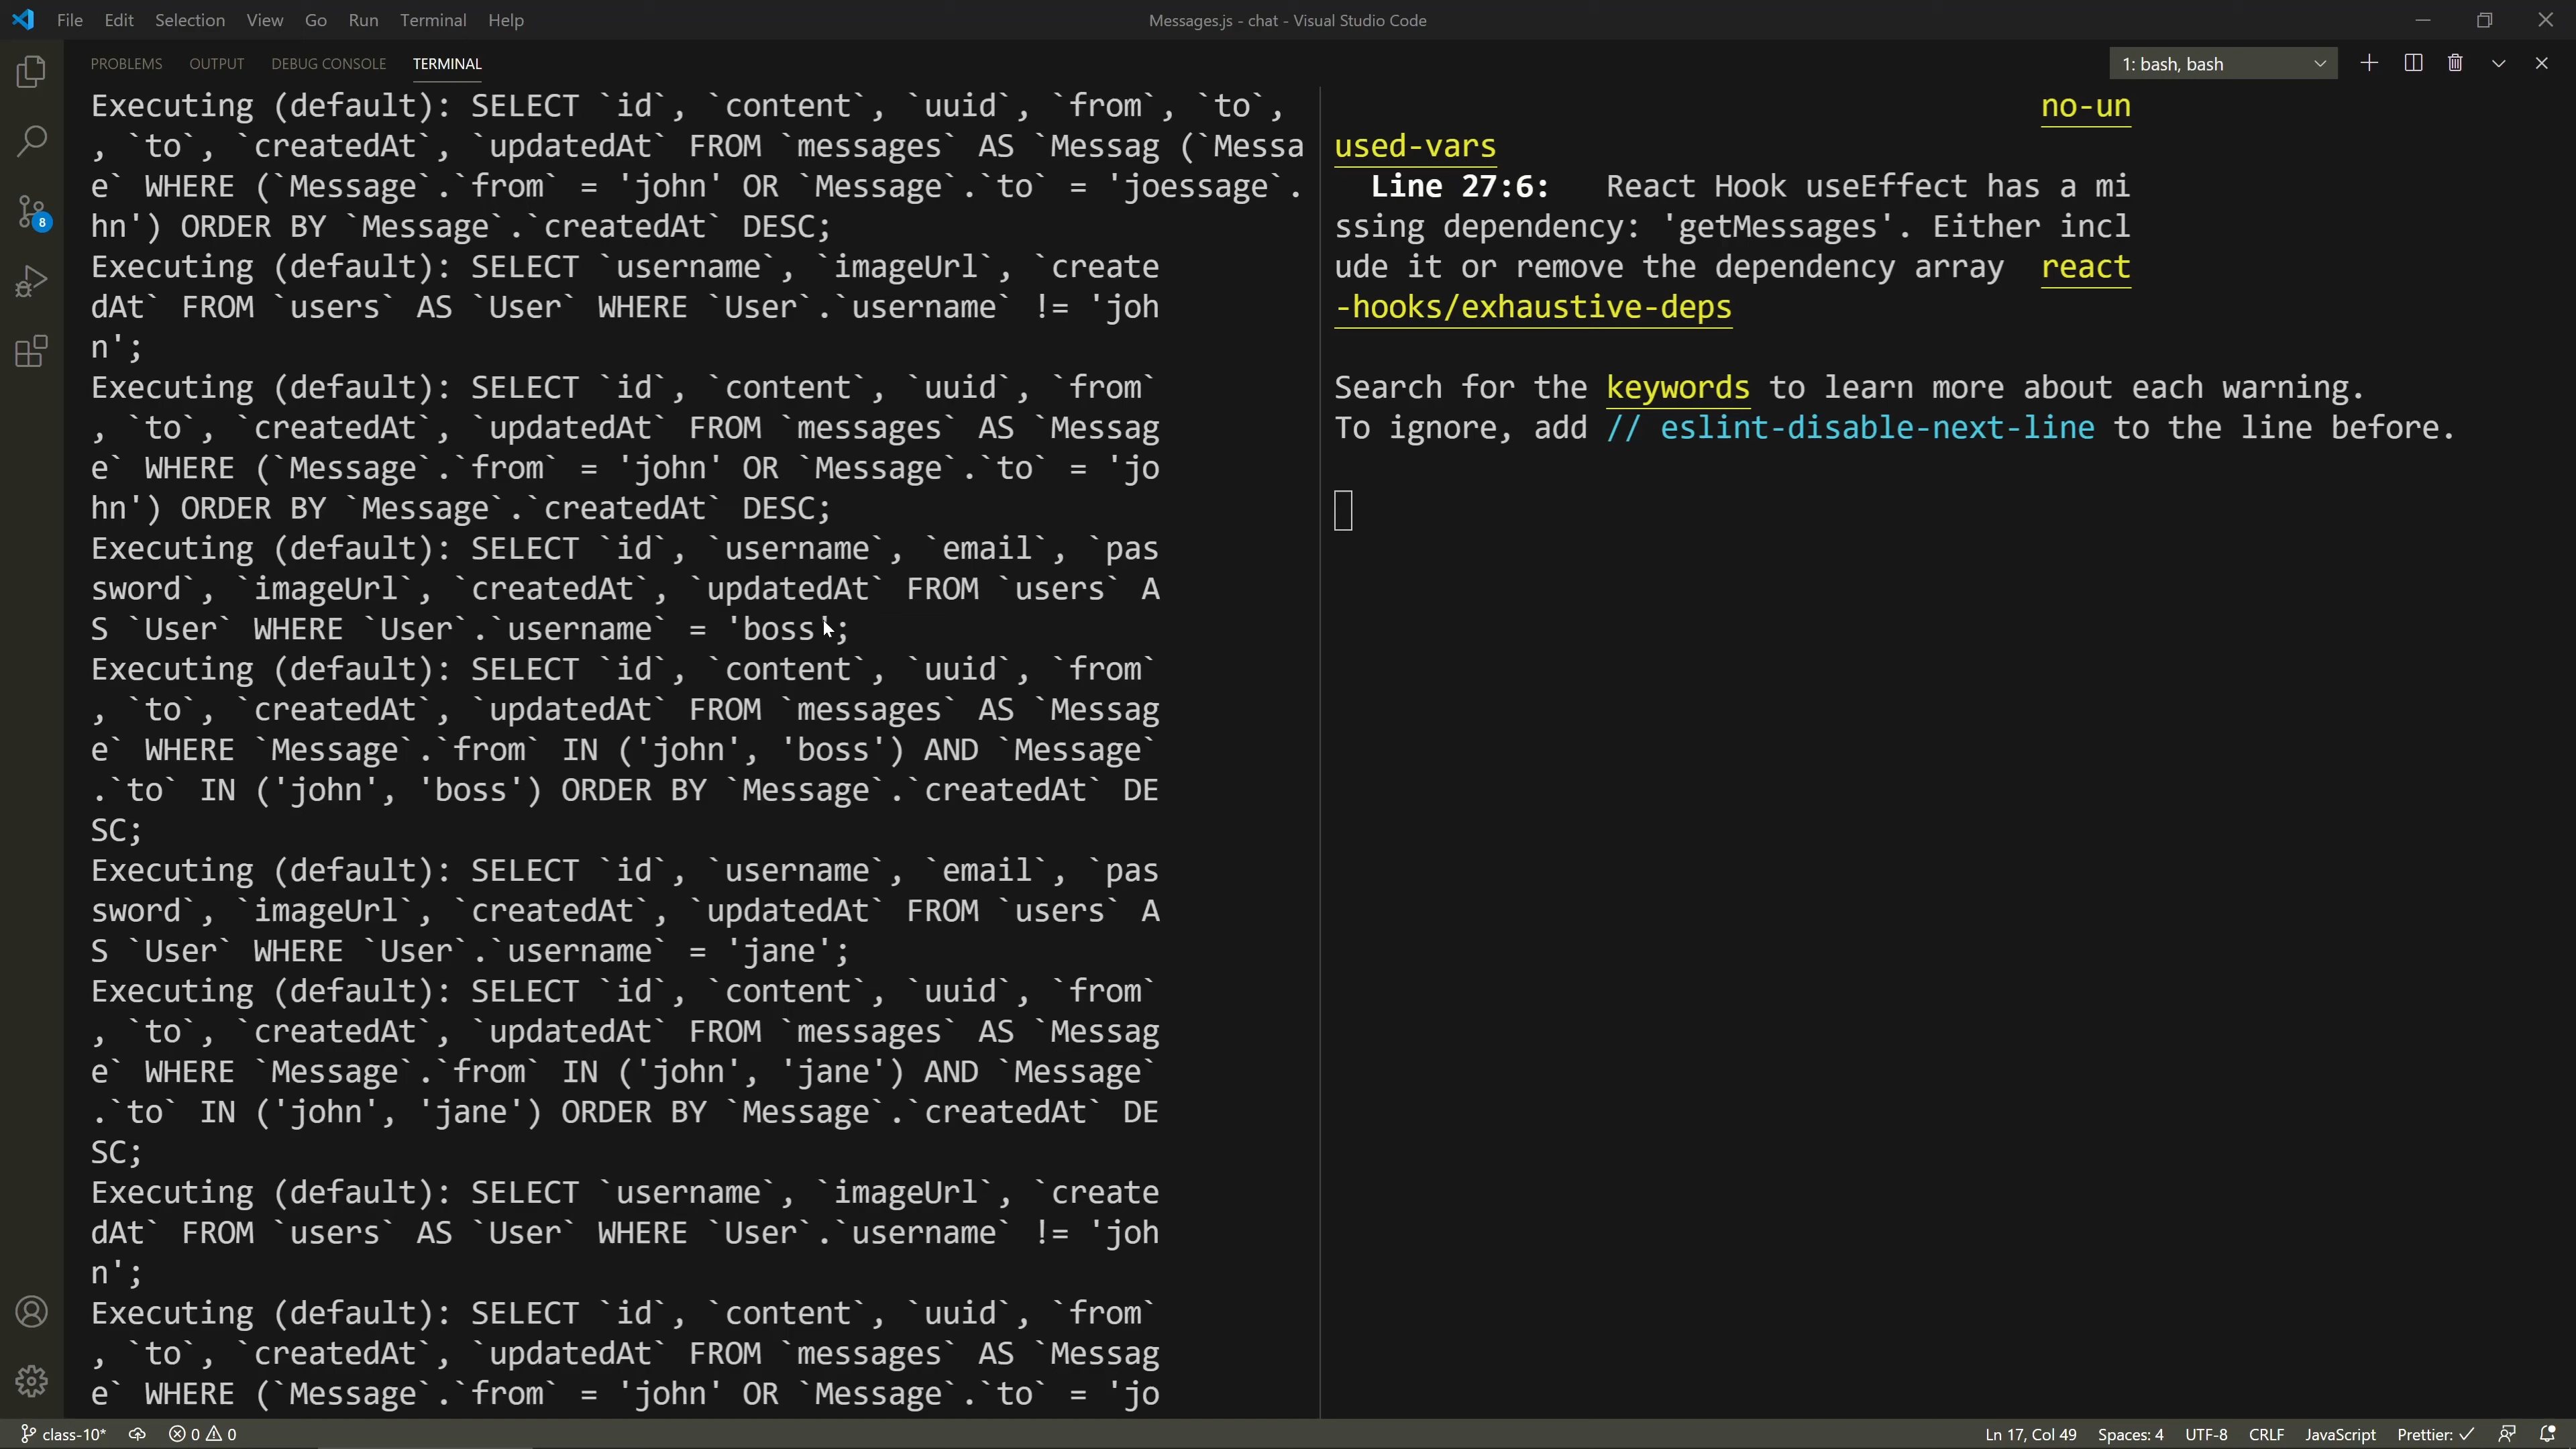 File Edit Selection View Go Run Terminal Help
Messages.js - chat - Visual Studio Code
PROBLEMS OUTPUT DEBUG CONSOLE TERMINAL
1: bash, bash
8
Executing (default): SELECT `id`, `content`, `uuid`, `from`, `to`,
, `to`, `createdAt`, `updatedAt` FROM `messages` AS `Messag (`Messa
e` WHERE (`Message`.`from` = 'john' OR `Message`.`to` = 'joessage`.
hn') ORDER BY `Message`.`createdAt` DESC;
Executing (default): SELECT `username`, `imageUrl`, `create
dAt` FROM `users` AS `User` WHERE `User`.`username` != 'joh
n';
Executing (default): SELECT `id`, `content`, `uuid`, `from`
, `to`, `createdAt`, `updatedAt` FROM `messages` AS `Messag
e` WHERE (`Message`.`from` = 'john' OR `Message`.`to` = 'jo
hn') ORDER BY `Message`.`createdAt` DESC;
Executing (default): SELECT `id`, `username`, `email`, `pas
sword`, `imageUrl`, `createdAt`, `updatedAt` FROM `users` A
S `User` WHERE `User`.`username` = 'boss';
Executing (default): SELECT `id`, `content`, `uuid`, `from`
, `to`, `createdAt`, `updatedAt` FROM `messages` AS `Messag
e` WHERE `Message`.`from` IN ('john', 'boss') AND `Message`
.`to` IN ('john', 'boss') ORDER BY `Message`.`createdAt` DE
SC;
Executing (default): SELECT `id`, `username`, `email`, `pas
sword`, `imageUrl`, `createdAt`, `updatedAt` FROM `users` A
S `User` WHERE `User`.`username` = 'jane';
Executing (default): SELECT `id`, `content`, `uuid`, `from`
, `to`, `createdAt`, `updatedAt` FROM `messages` AS `Messag
e` WHERE `Message`.`from` IN ('john', 'jane') AND `Message`
.`to` IN ('john', 'jane') ORDER BY `Message`.`createdAt` DE
SC;
Executing (default): SELECT `username`, `imageUrl`, `create
dAt` FROM `users` AS `User` WHERE `User`.`username` != 'joh
n';
Executing (default): SELECT `id`, `content`, `uuid`, `from`
, `to`, `createdAt`, `updatedAt` FROM `messages` AS `Messag
e` WHERE (`Message`.`from` = 'john' OR `Message`.`to` = 'jo
no-un
used-vars
Line 27:6: React Hook useEffect has a mi
ssing dependency: 'getMessages'. Either incl
ude it or remove the dependency array react
-hooks/exhaustive-deps
Search for the keywords to learn more about each warning.
To ignore, add // eslint-disable-next-line to the line before.
class-10* 0 0
Ln 17, Col 49 Spaces: 4 UTF-8 CRLF JavaScript Prettier: ✓